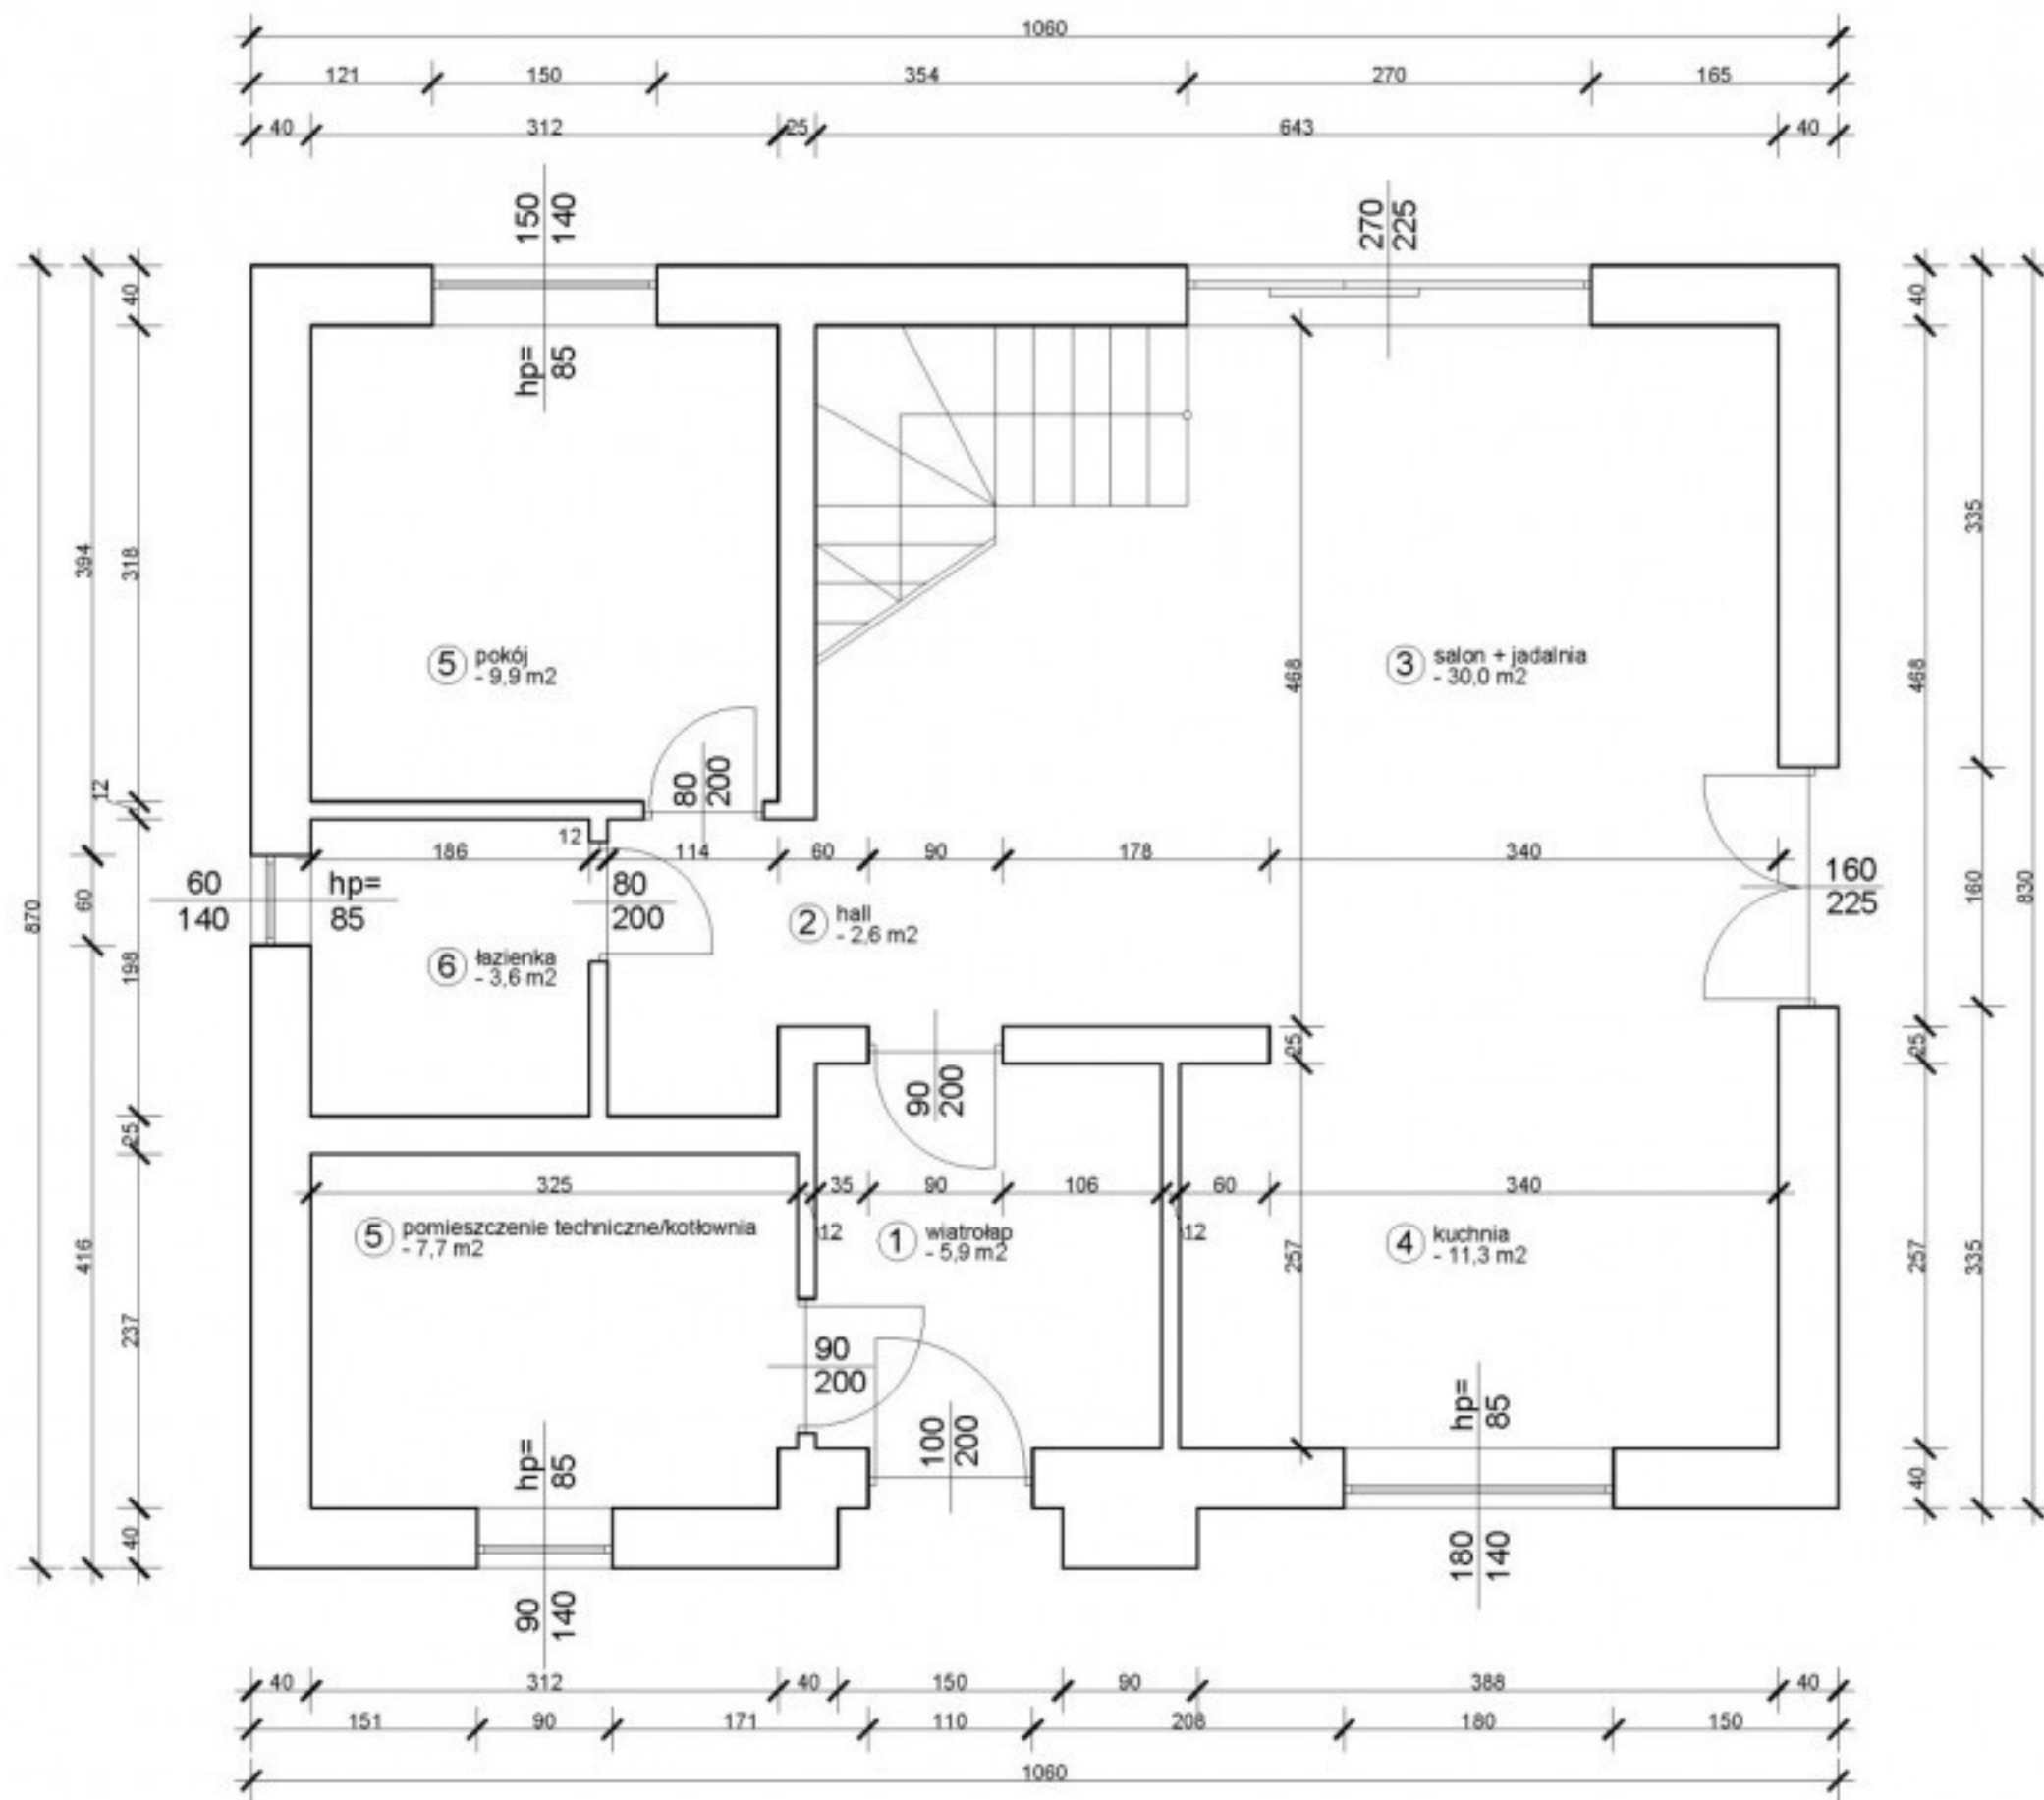 1060
121 150 354 270 165
40 312 25 643 40
150
140
270
225
hp=
85
40
318
12
198
25
237
40
394
60
416
870
40
468
25
257
40
335
160
335
830
5 pokój
- 9,9 m2
3 salon + jadalnia
- 30,0 m2
468
80
200
12
186 114 60 90 178 340
60
140
hp=
85
80
200
160
225
2 hall
- 2,6 m2
6 łazienka
- 3,6 m2
25
90
200
325 35 90 106 60 340
12
12
5 pomieszczenie techniczne/kotłownia
- 7,7 m2
1 wiatrołap
- 5,9 m2
4 kuchnia
- 11,3 m2
257
90
200
100
200
hp=
85
hp=
85
90
140
180
140
40 312 40 150 90 388 40
151 90 171 110 208 180 150
1060